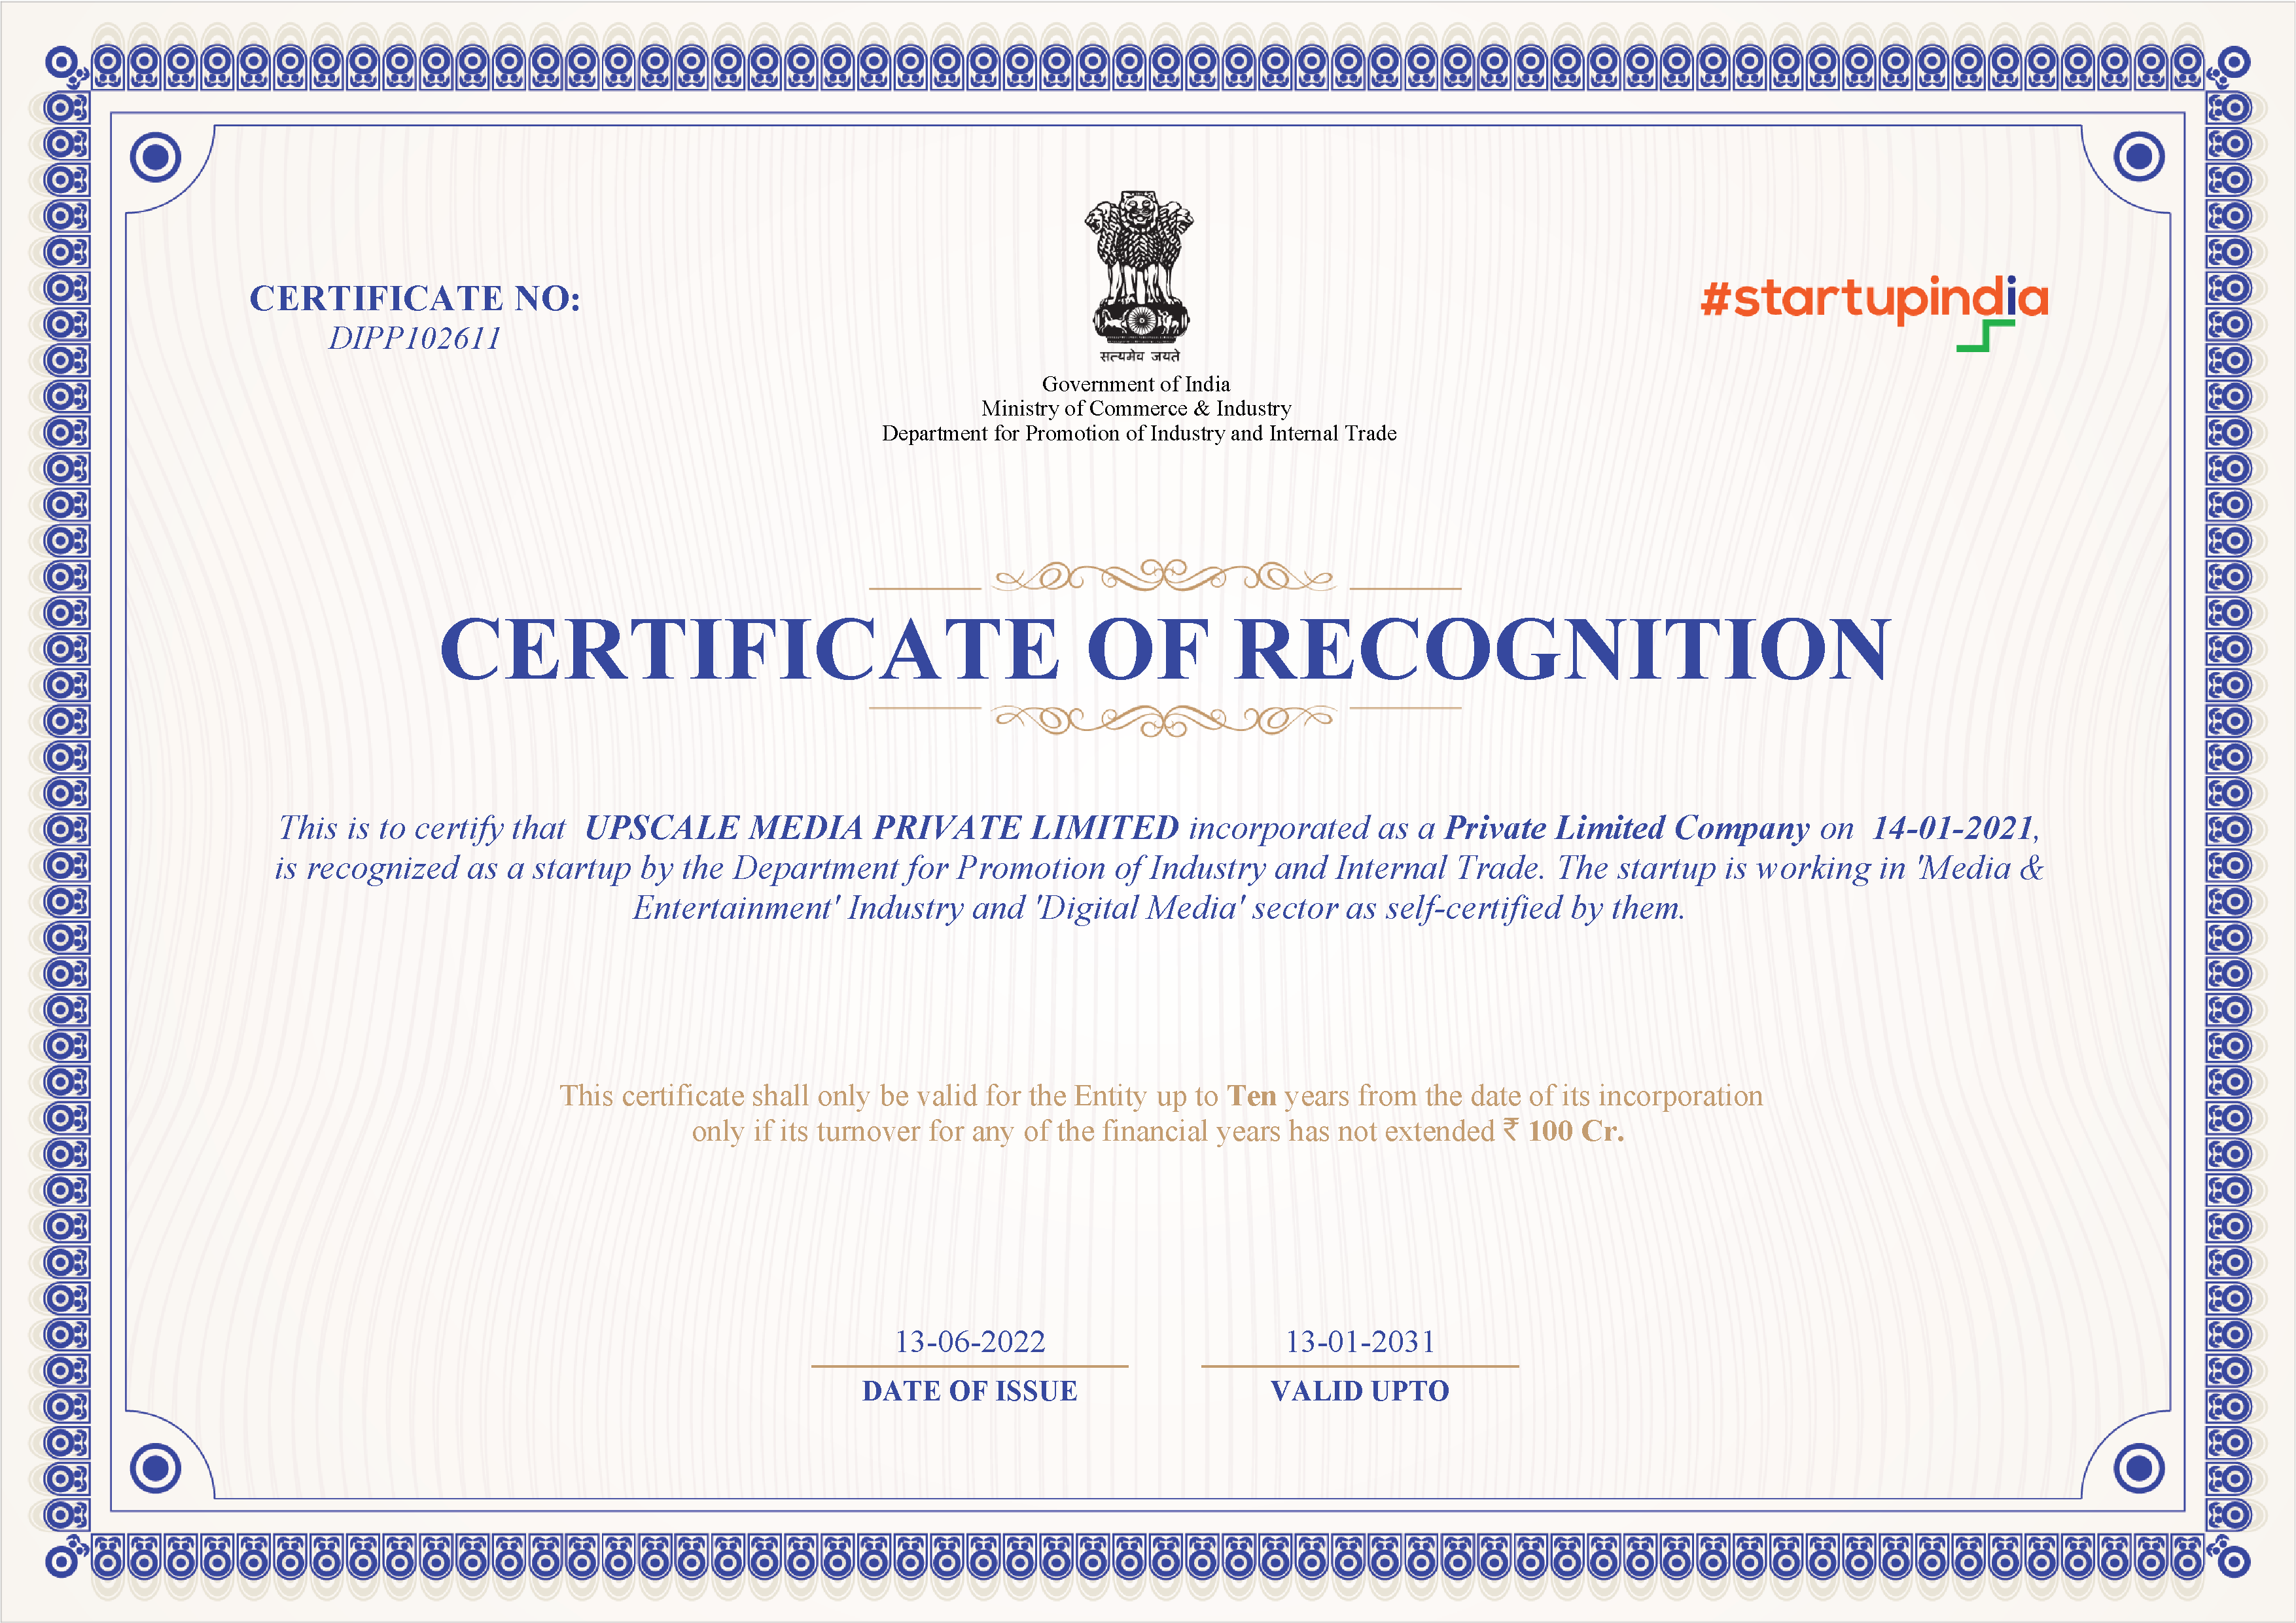 CERTIFICATE NO:
DIPP102611
#startupindia
सत्यमेव जयते
Government of India
Ministry of Commerce & Industry
Department for Promotion of Industry and Internal Trade
CERTIFICATE OF RECOGNITION
This is to certify that UPSCALE MEDIA PRIVATE LIMITED incorporated as a Private Limited Company on 14-01-2021,
is recognized as a startup by the Department for Promotion of Industry and Internal Trade. The startup is working in 'Media &
Entertainment' Industry and 'Digital Media' sector as self-certified by them.
This certificate shall only be valid for the Entity up to Ten years from the date of its incorporation
only if its turnover for any of the financial years has not extended ₹ 100 Cr.
13-06-2022
DATE OF ISSUE
13-01-2031
VALID UPTO